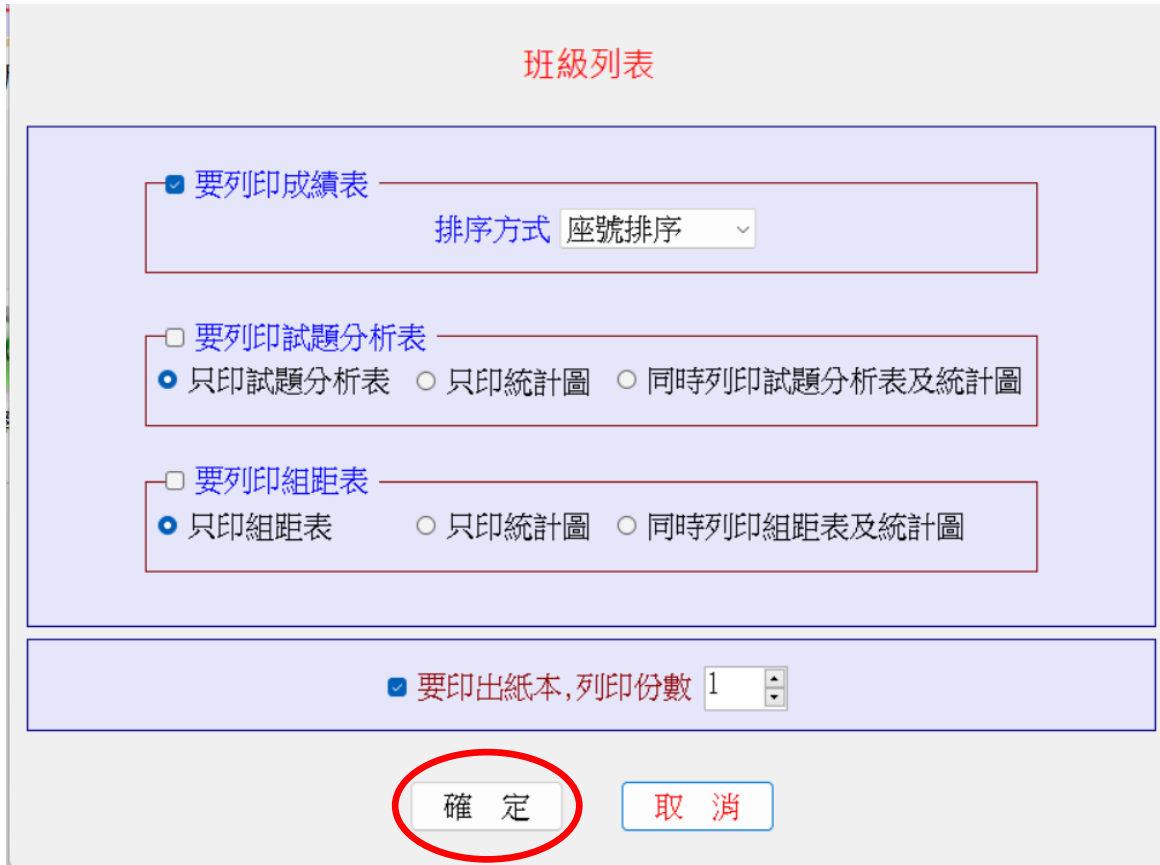 班級列表
要列印成績表
排序方式 座號排序
要列印試題分析表
只印試題分析表 只印統計圖 同時列印試題分析表及統計圖
要列印組距表
只印組距表 只印統計圖 同時列印組距表及統計圖
要印出紙本,列印份數 1
確 定 取 消